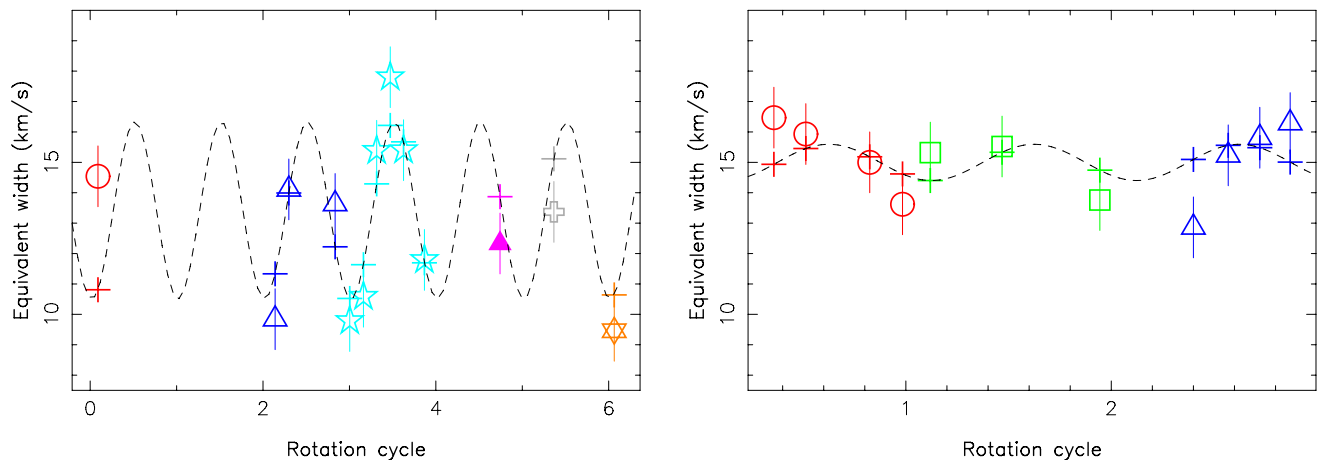 Equivalent width (km/s)
15
10
0 2 4 6
Rotation cycle
Equivalent width (km/s)
15
10
1 2
Rotation cycle